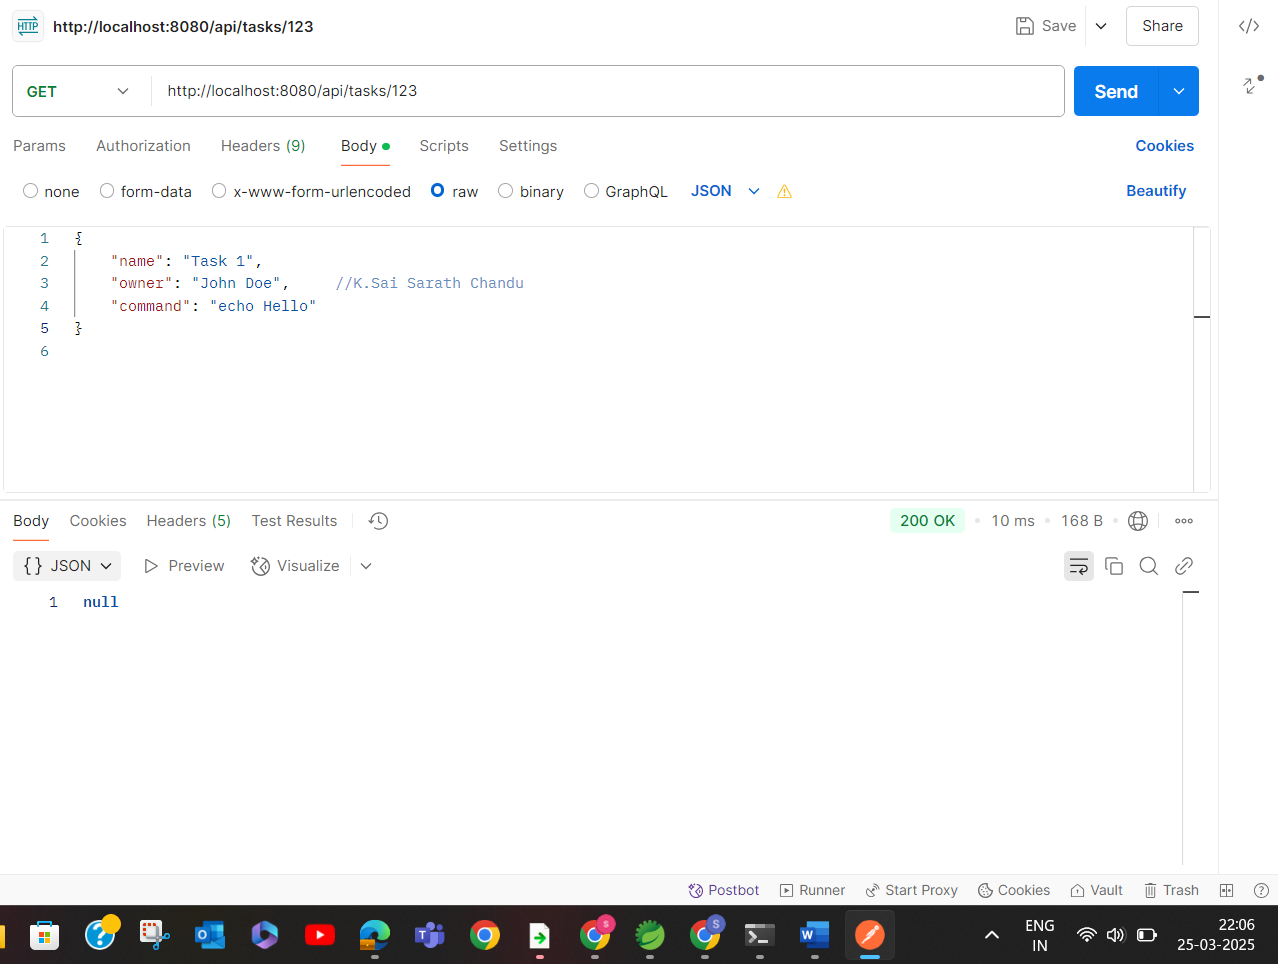 HTTP http://localhost:8080/api/tasks/123 Save Share
GET http://localhost:8080/api/tasks/123 Send
Params Authorization Headers (9) Body Scripts Settings Cookies
none form-data x-www-form-urlencoded raw binary GraphQL JSON Beautify
1 {
2 "name": "Task 1",
3 "owner": "John Doe", //K.Sai Sarath Chandu
4 "command": "echo Hello"
5 }
6
Body Cookies Headers (5) Test Results 200 OK 10 ms 168 B
{} JSON Preview Visualize
1 null
Postbot Runner Start Proxy Cookies Vault Trash
ENG 22:06
IN 25-03-2025